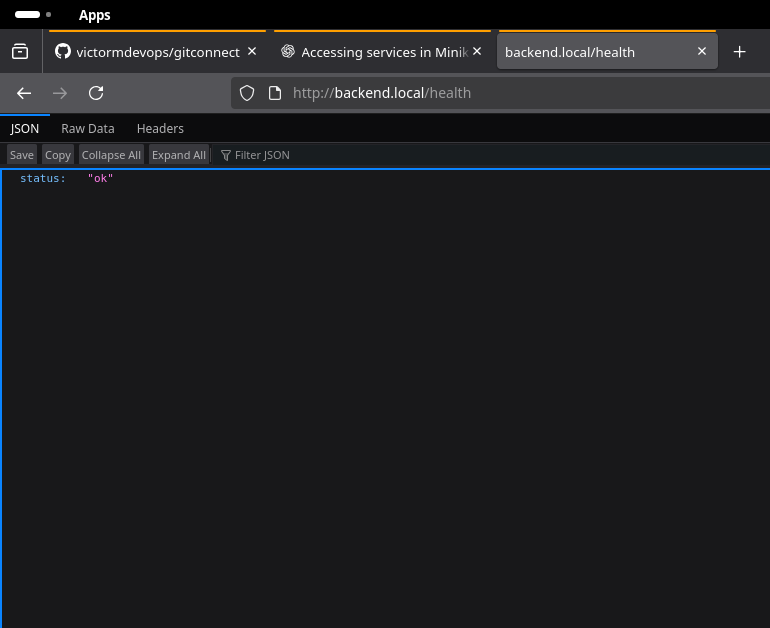 Apps
victormdevops/gitconnect
Accessing services in Minik
backend.local/health
http://backend.local/health
JSON Raw Data Headers
Save Copy Collapse All Expand All Filter JSON
status: "ok"